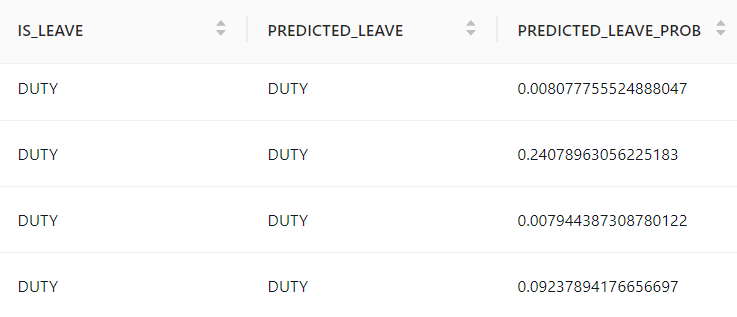 IS_LEAVE PREDICTED_LEAVE PREDICTED_LEAVE_PROB
DUTY DUTY 0.008077755524888047
DUTY DUTY 0.24078963056225183
DUTY DUTY 0.007944387308780122
DUTY DUTY 0.09237894176656697